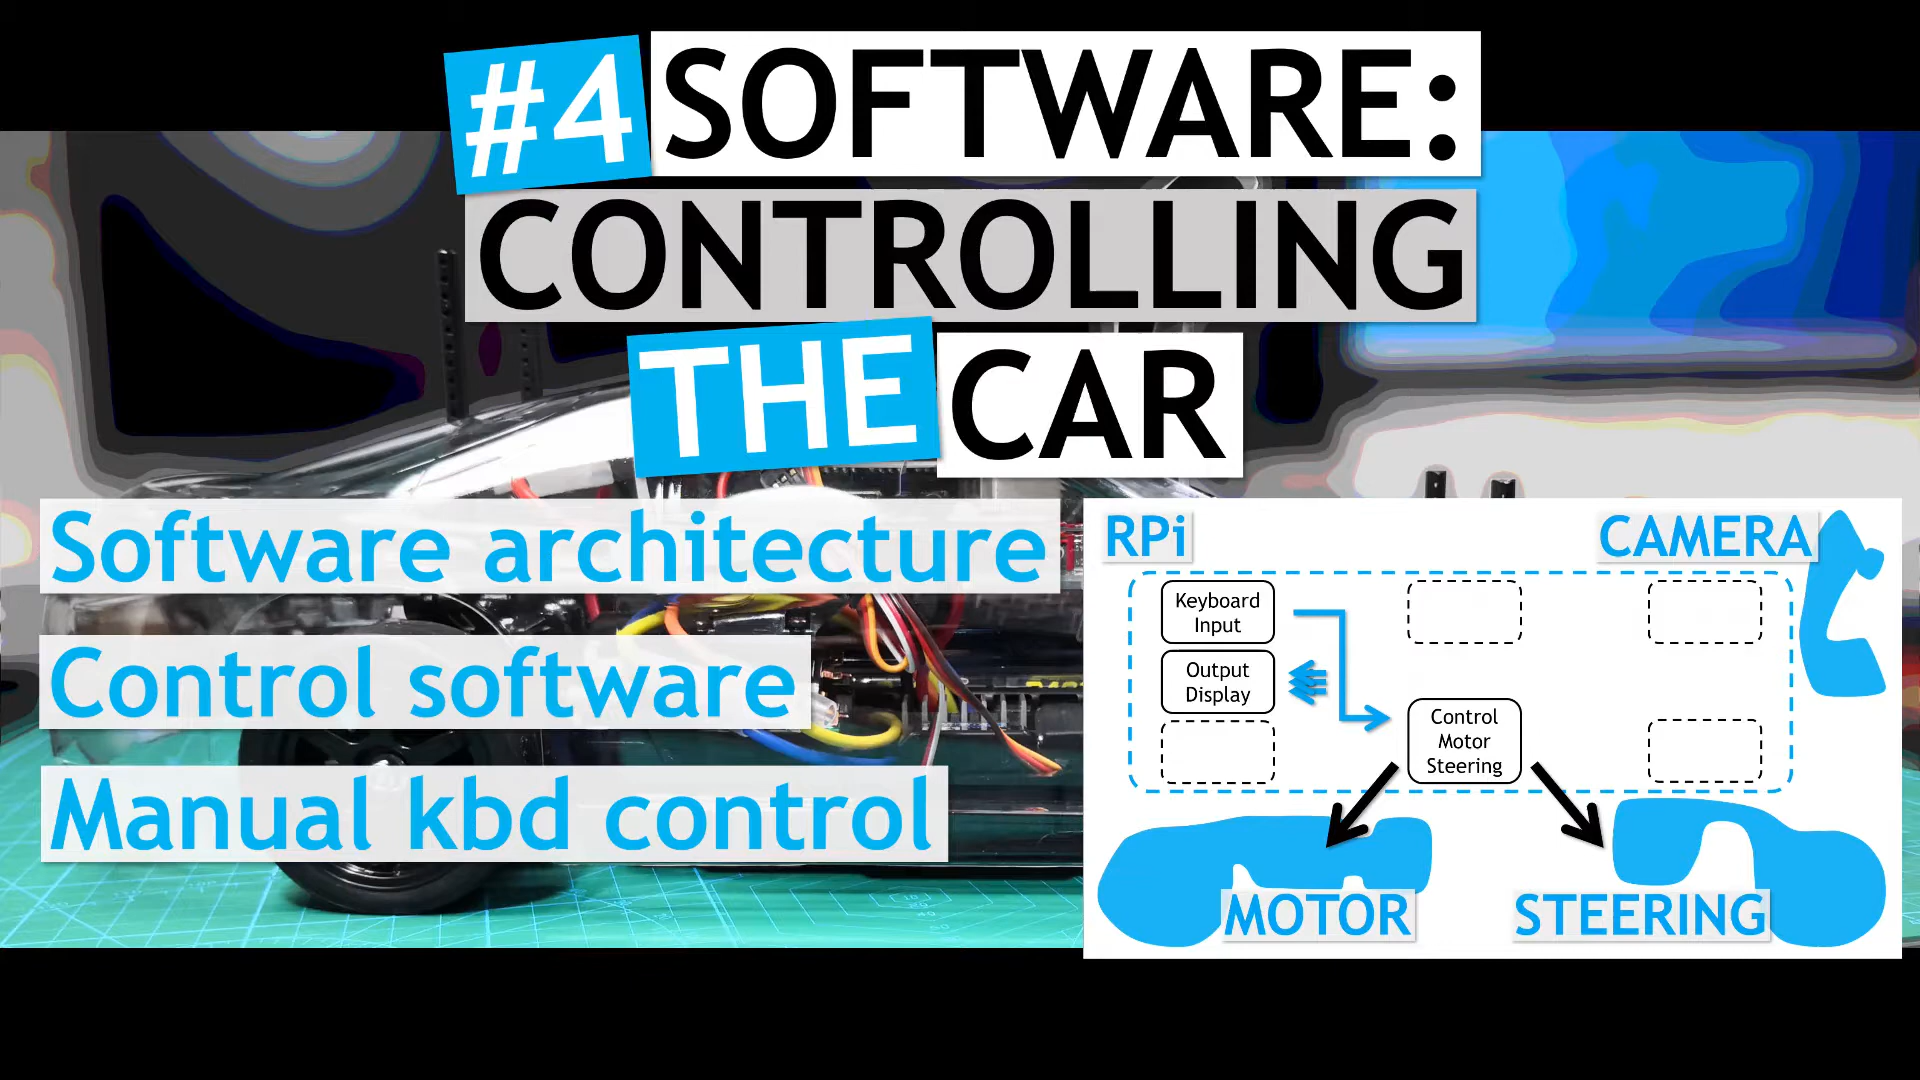 #4 SOFTWARE:
CONTROLLING
THE CAR
Software architecture
Control software
Manual kbd control
RPi
CAMERA
Keyboard
Input
Output
Display
Control
Motor
Steering
MOTOR
STEERING